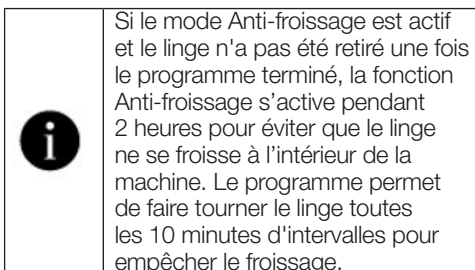 Si le mode Anti-froissage est actif
et le linge n'a pas été retiré une fois
le programme terminé, la fonction
Anti-froissage s’active pendant
2 heures pour éviter que le linge
ne se froisse à l’intérieur de la
machine. Le programme permet
de faire tourner le linge toutes
les 10 minutes d'intervalles pour
empêcher le froissage.